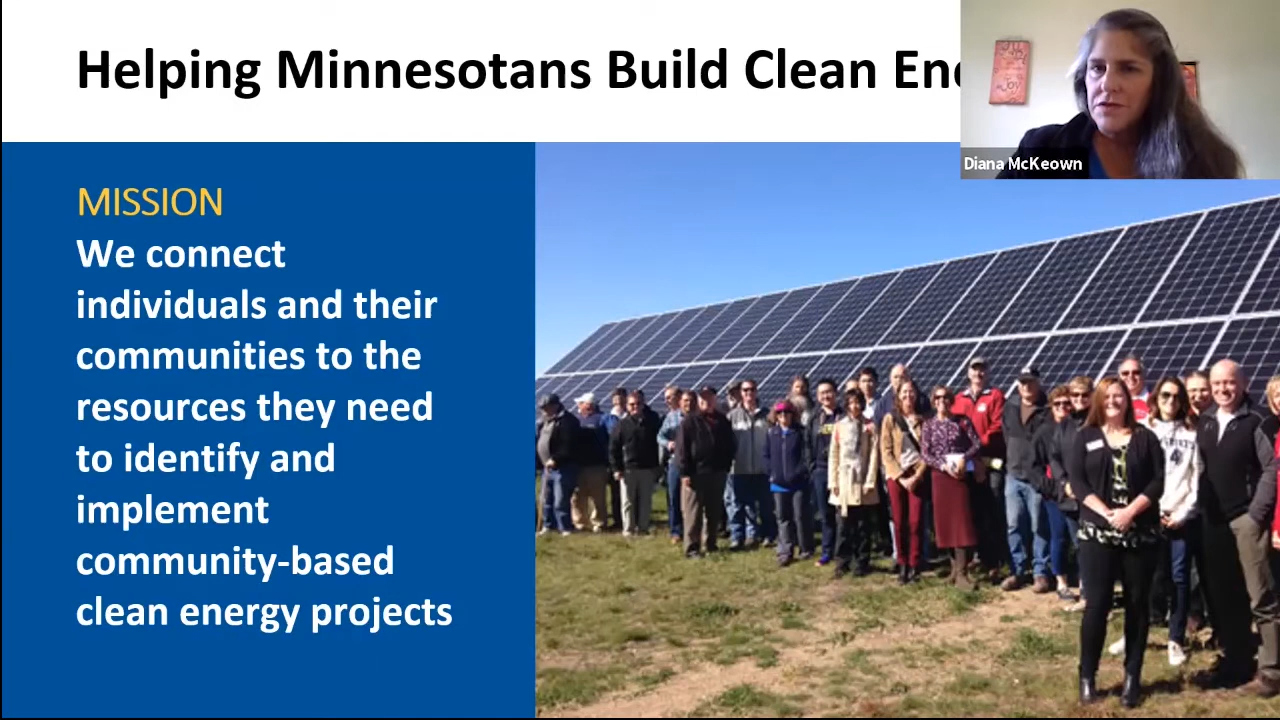 Helping Minnesotans Build Clean
Diana McKeown
MISSION
We connect
individuals and their
communities to the
resources they need
to identify and
implement
community-based
clean energy projects